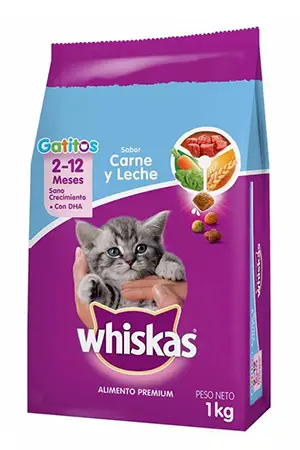 Gatitos
2-12
Meses
Sano
Crecimiento
• Con DHA
Sabor
Carne
y Leche
whiskas
ALIMENTO PREMIUM
PESO NETO
1kg